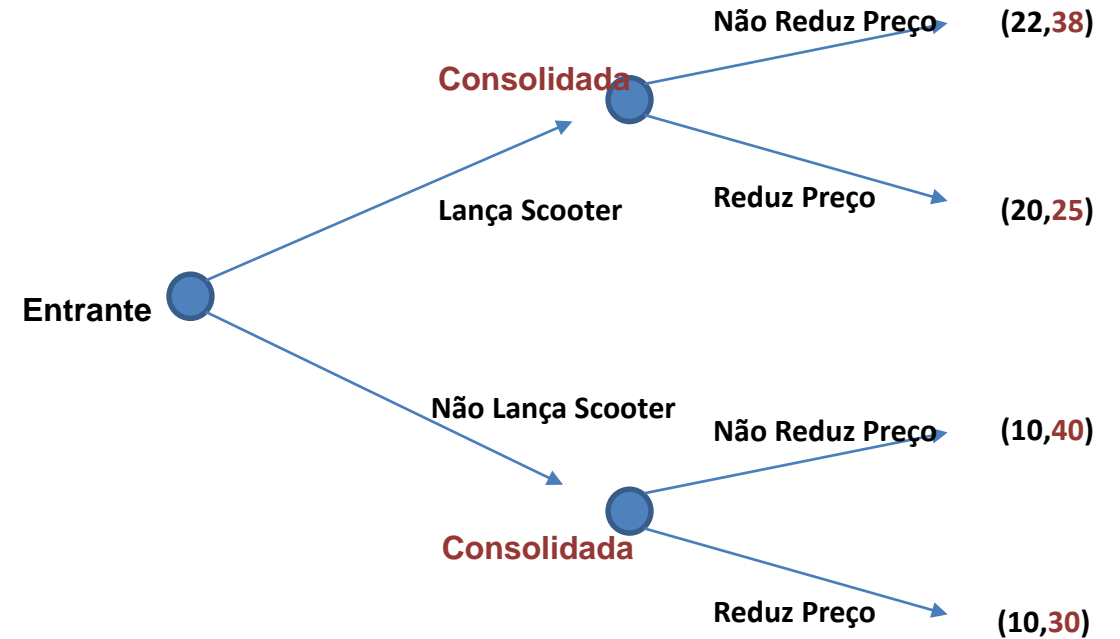 Não Reduz Preço (22,38)
Consolidada
Reduz Preço (20,25)
Lança Scooter
Entrante
Não Lança Scooter
Não Reduz Preço (10,40)
Consolidada
Reduz Preço (10,30)